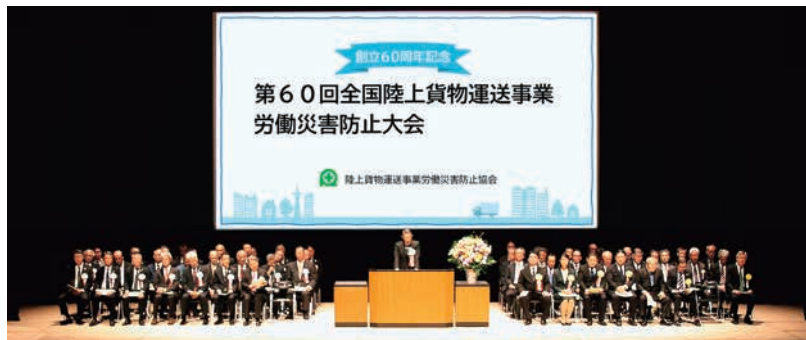 創立60周年記念
第６０回全国陸上貨物運送事業
労働災害防止大会
陸上貨物運送事業労働災害防止協会